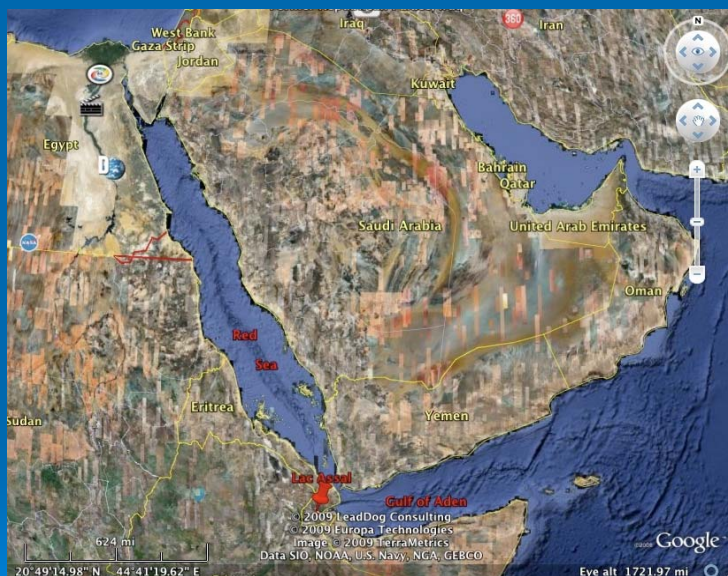 West Bank
Iraq
360
Iran
N
Gaza Strip
Jordan
Kuwait
Egypt
D
Bahrain
Qatar
Saudi Arabia
United Arab Emirates
Oman
Red
Sea
Eritrea
Yemen
Sudan
Lac Assal
Gulf of Aden
© 2009 LeadDog Consulting
© 2009 Europa Technologies
Image © 2009 TerraMetrics
Data SIO, NOAA, U.S. Navy, NGA, GEBCO
©2009 Google
624 mi
20°49'14.98" N 44°41'19.62" E
Eye alt 1721.97 mi